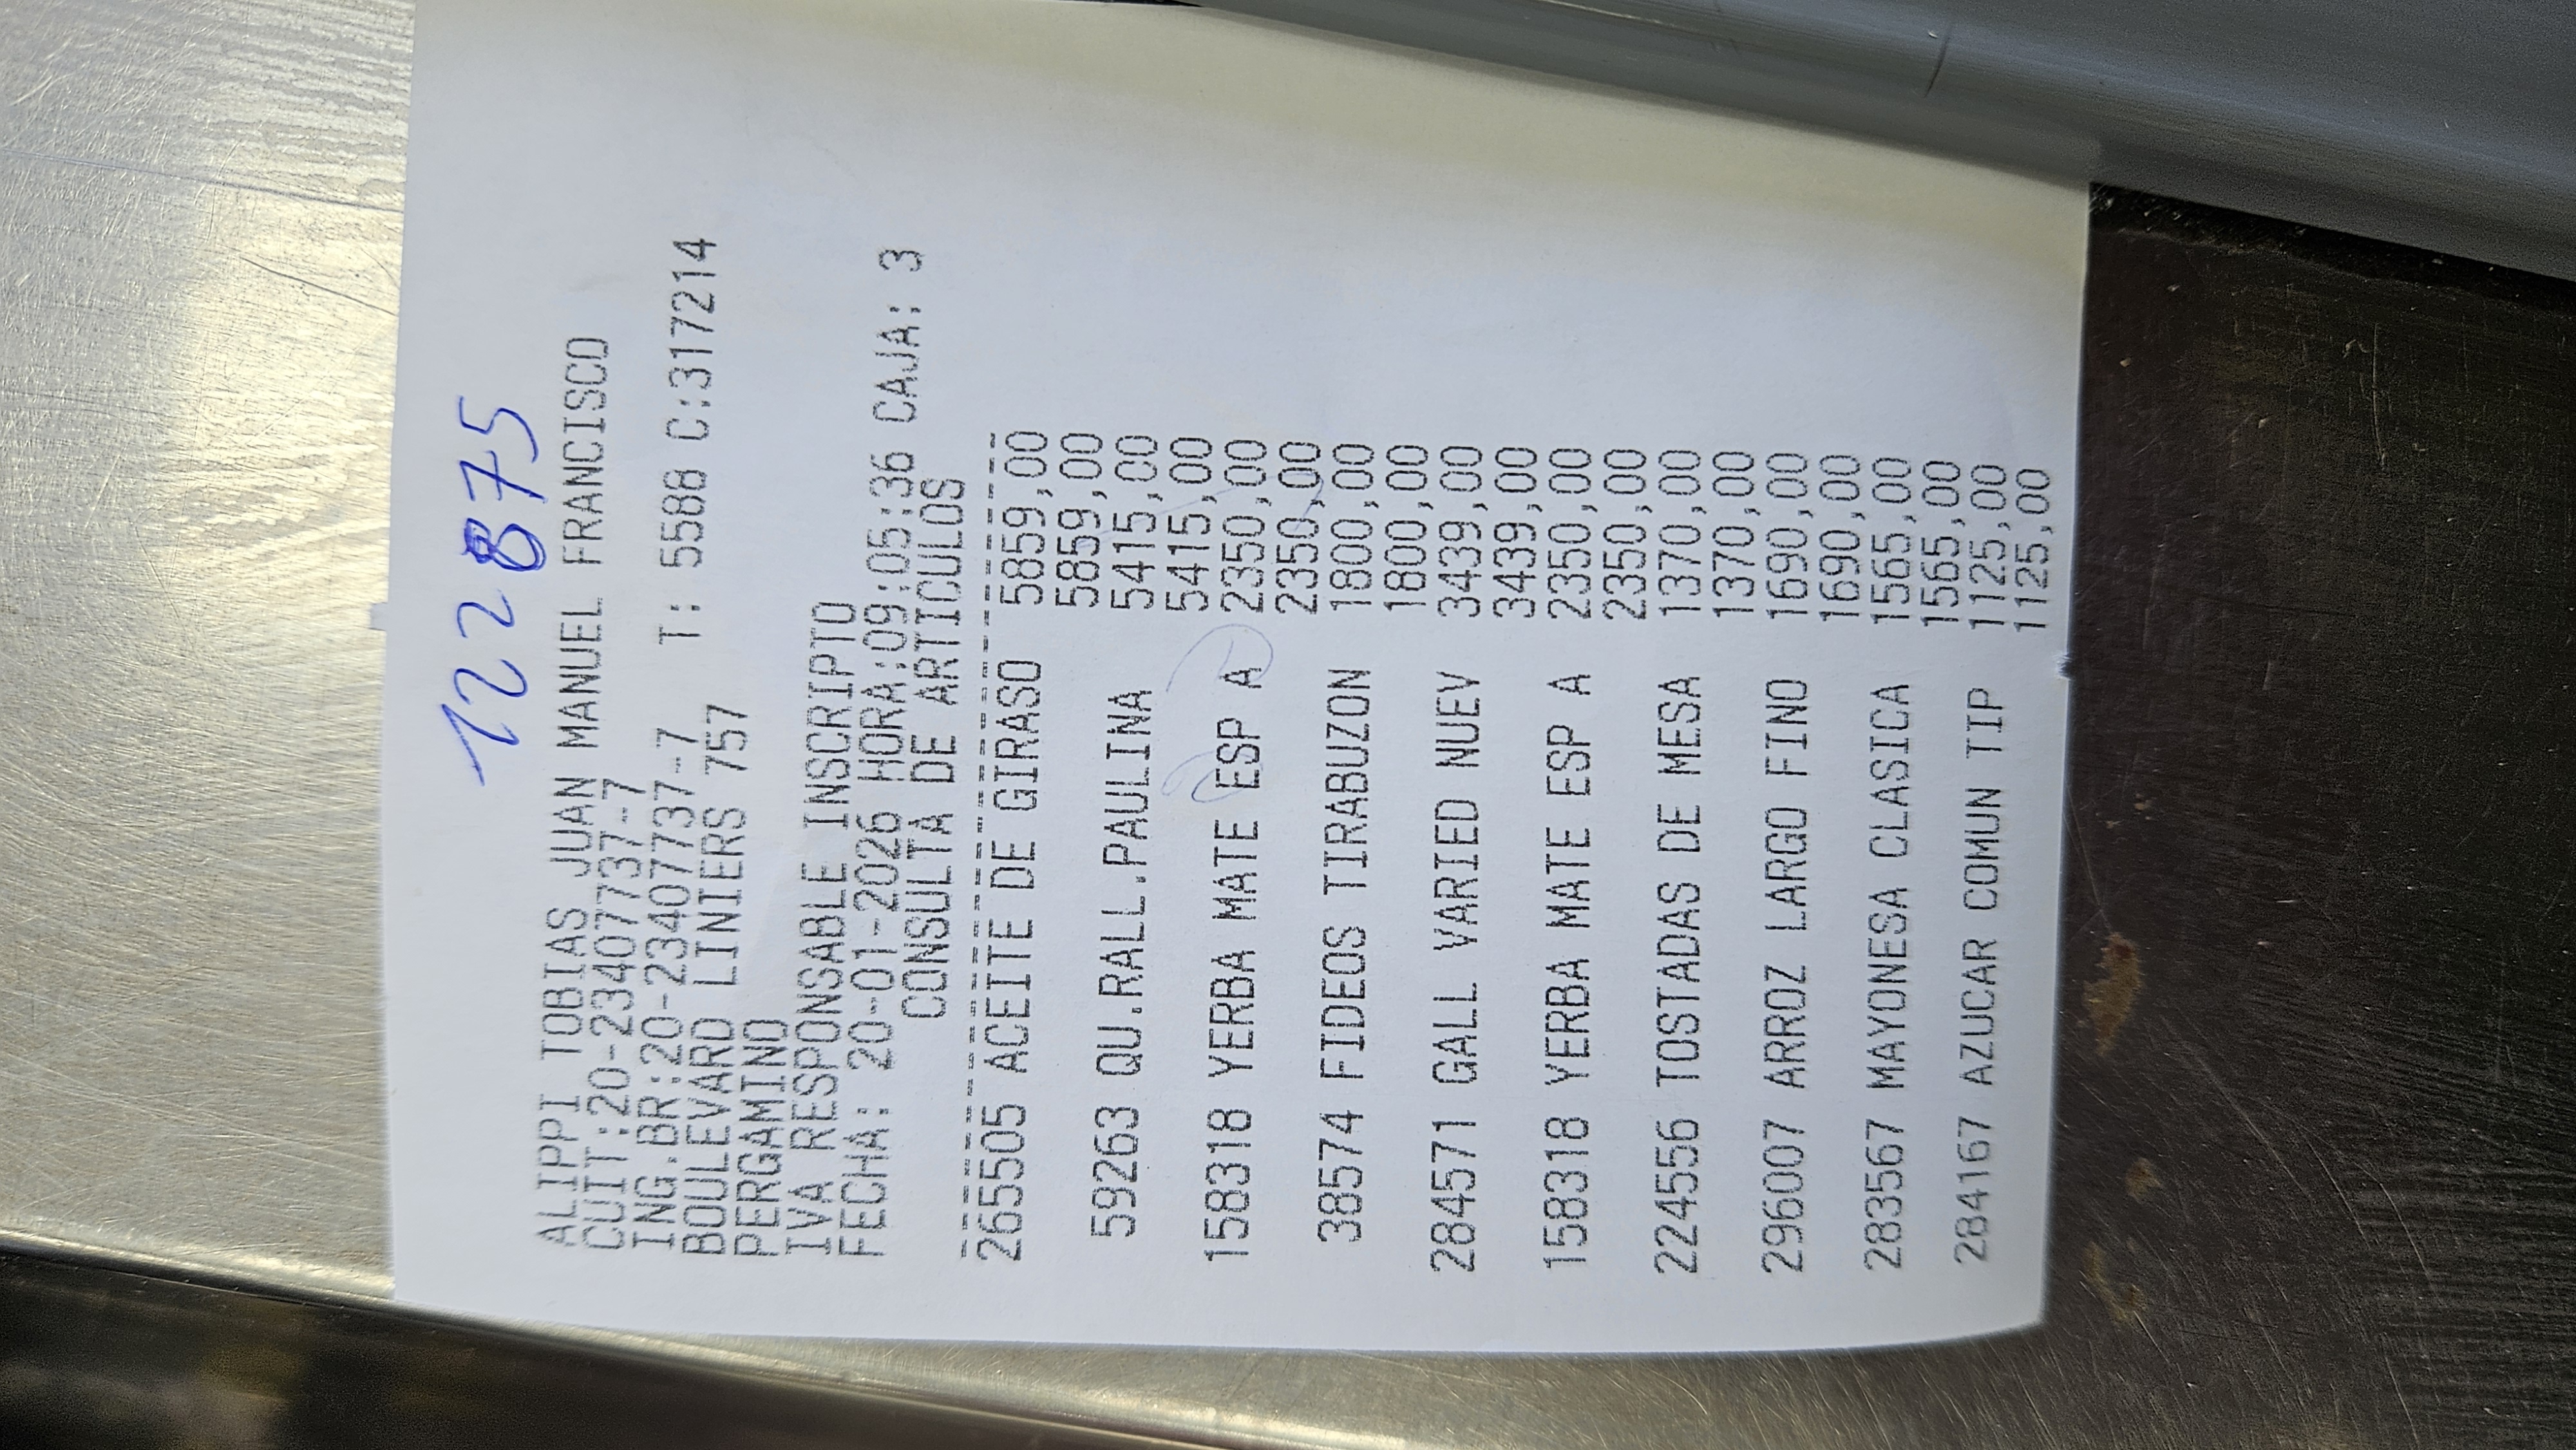 122875
ALIPPI TOBIAS JUAN MANUEL FRANCISCO
CUIT:20-23407737-7
ING.BR:20-23407737-7 T: 5588 C:317214
BOULEVARD LINIERS 757
PERGAMINO
IVA RESPONSABLE INSCRIPTO
FECHA: 20-01-2026 HORA:09:05:36 CAJA: 3
CONSULTA DE ARTICULOS
265505 ACEITE DE GIRASO 5859,00
5859,00
59263 QU.RALL.PAULINA 5415,00
5415,00
158318 YERBA MATE ESP A 2350,00
2350,00
38574 FIDEOS TIRABUZON 1800,00
1800,00
284571 GALL VARIED NUEV 3439,00
3439,00
158318 YERBA MATE ESP A 2350,00
2350,00
224556 TOSTADAS DE MESA 1370,00
1370,00
296007 ARROZ LARGO FINO 1690,00
1690,00
283567 MAYONESA CLASICA 1565,00
1565,00
284167 AZUCAR COMUN TIP 1125,00
1125,00